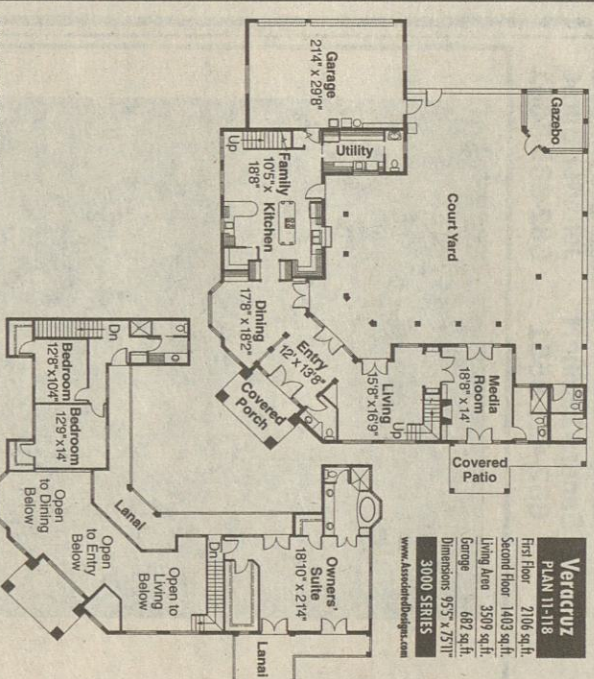 Veracruz
PLAN 11-118
First Floor 2106 sq.ft.
Second Floor 1403 sq.ft.
Living Area 3509 sq.ft.
Garage 682 sq.ft.
Dimensions 95'5" x 75'11"
3000 SERIES
www.AssociatedDesigns.com
Gazebo
Court Yard
Garage
21'4" x 29'8"
Utility
Up
Family
10'5" x
18'8"
Kitchen
Dining
17'8" x 18'2"
Entry
12' x 13'8"
Covered
Porch
Living
15'8" x 16'9"
Up
Media
Room
18'8" x 14'
Covered
Patio
Dn
Bedroom
12'8" x 10'4"
Bedroom
12'9" x 14'
Lanai
Open
to Dining
Below
Open
to Entry
Below
Open to
Living
Below
Dn
Owners'
Suite
18'10" x 21'4"
Lanai